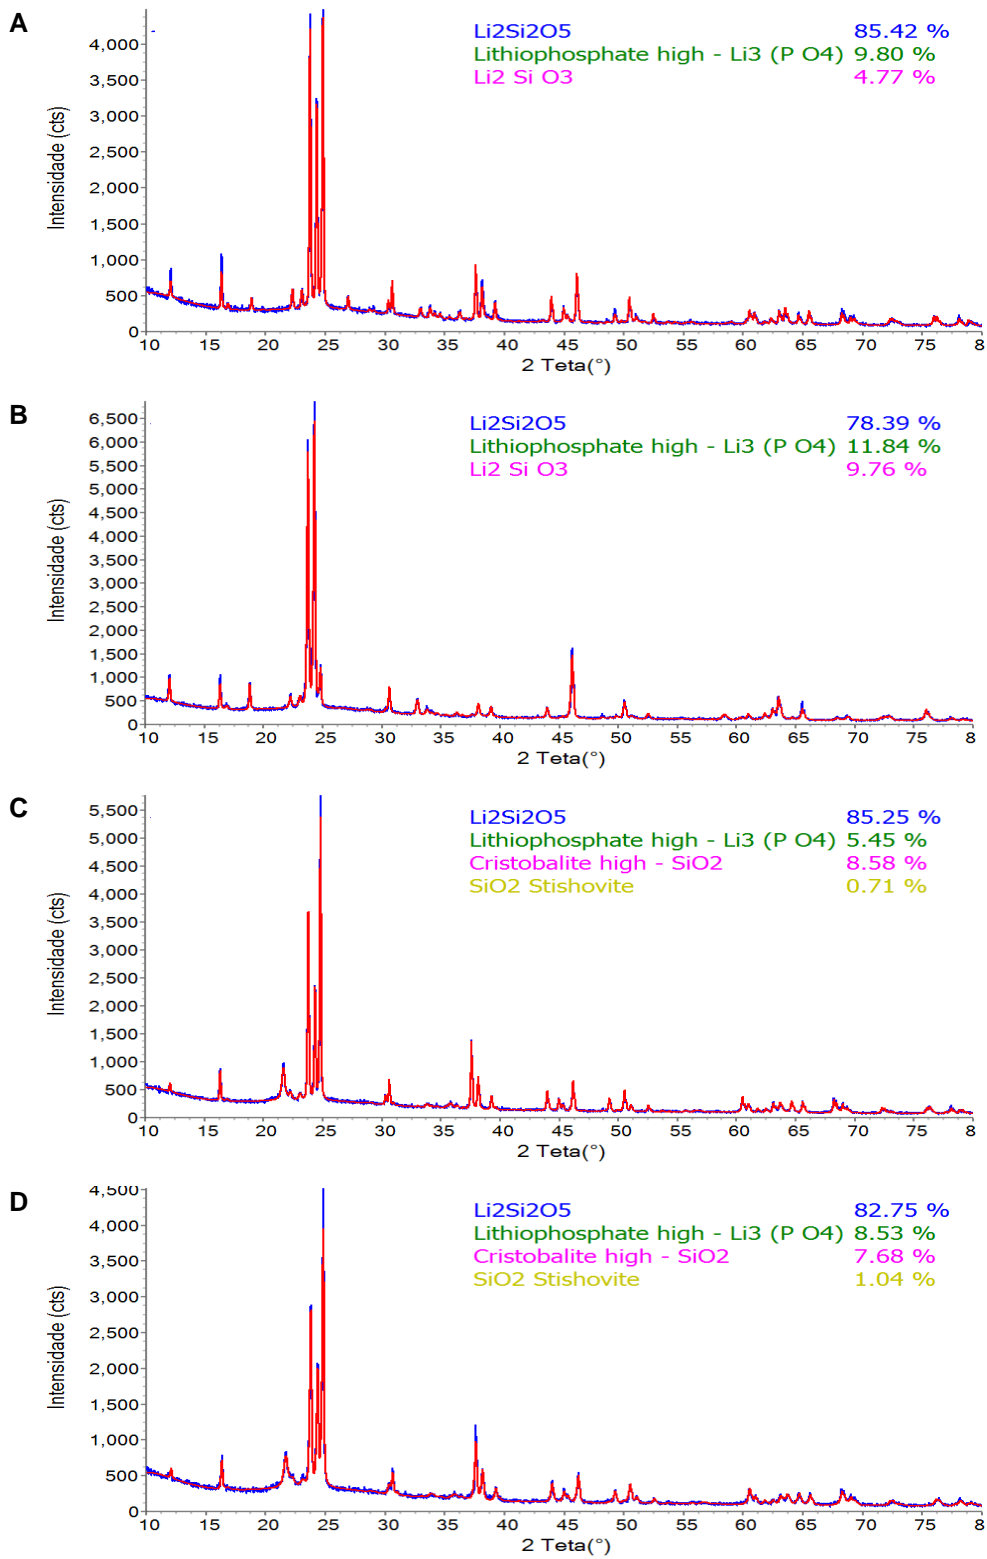 A
Li2Si2O5 85.42 %
Lithiophosphate high - Li3 (P O4) 9.80 %
Li2 Si O3 4.77 %
Intensidade (cts)
4,000
3,500
3,000
2,500
2,000
1,500
1,000
500
0
10 15 20 25 30 35 40 45 50 55 60 65 70 75 8
2 Teta(°)
B
Li2Si2O5 78.39 %
Lithiophosphate high - Li3 (P O4) 11.84 %
Li2 Si O3 9.76 %
Intensidade (cts)
6,500
6,000
5,500
5,000
4,500
4,000
3,500
3,000
2,500
2,000
1,500
1,000
500
0
10 15 20 25 30 35 40 45 50 55 60 65 70 75 8
2 Teta(°)
C
Li2Si2O5 85.25 %
Lithiophosphate high - Li3 (P O4) 5.45 %
Cristobalite high - SiO2 8.58 %
SiO2 Stishovite 0.71 %
Intensidade (cts)
5,500
5,000
4,500
4,000
3,500
3,000
2,500
2,000
1,500
1,000
500
0
10 15 20 25 30 35 40 45 50 55 60 65 70 75 8
2 Teta(°)
D
Li2Si2O5 82.75 %
Lithiophosphate high - Li3 (P O4) 8.53 %
Cristobalite high - SiO2 7.68 %
SiO2 Stishovite 1.04 %
Intensidade (cts)
4,500
4,000
3,500
3,000
2,500
2,000
1,500
1,000
500
0
10 15 20 25 30 35 40 45 50 55 60 65 70 75 8
2 Teta(°)